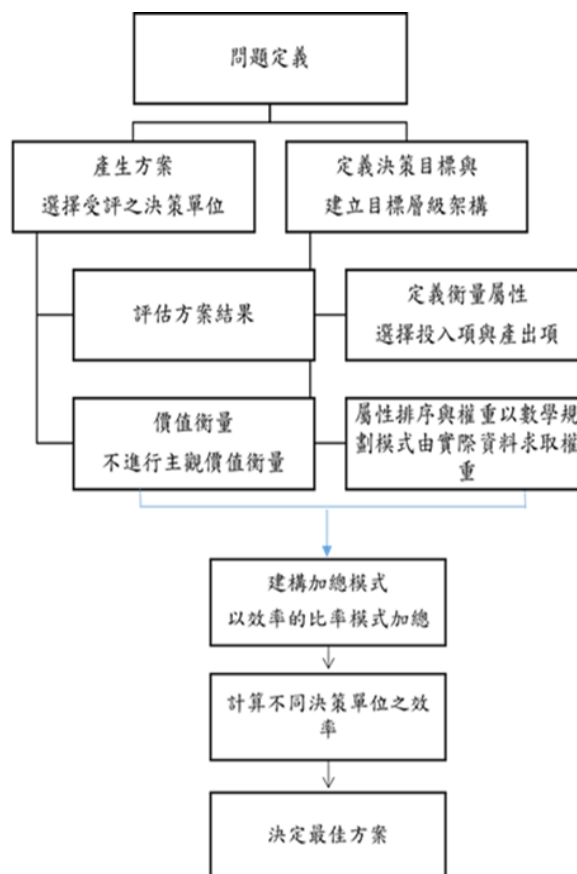 問題定義
產生方案
選擇受評之決策單位
定義決策目標與
建立目標層級架構
評估方案結果
定義衡量屬性
選擇投入項與產出項
價值衡量
不進行主觀價值衡量
屬性排序與權重以數學規
劃模式由實際資料求取權
重
建構加總模式
以效率的比率模式加總
計算不同決策單位之效
率
決定最佳方案